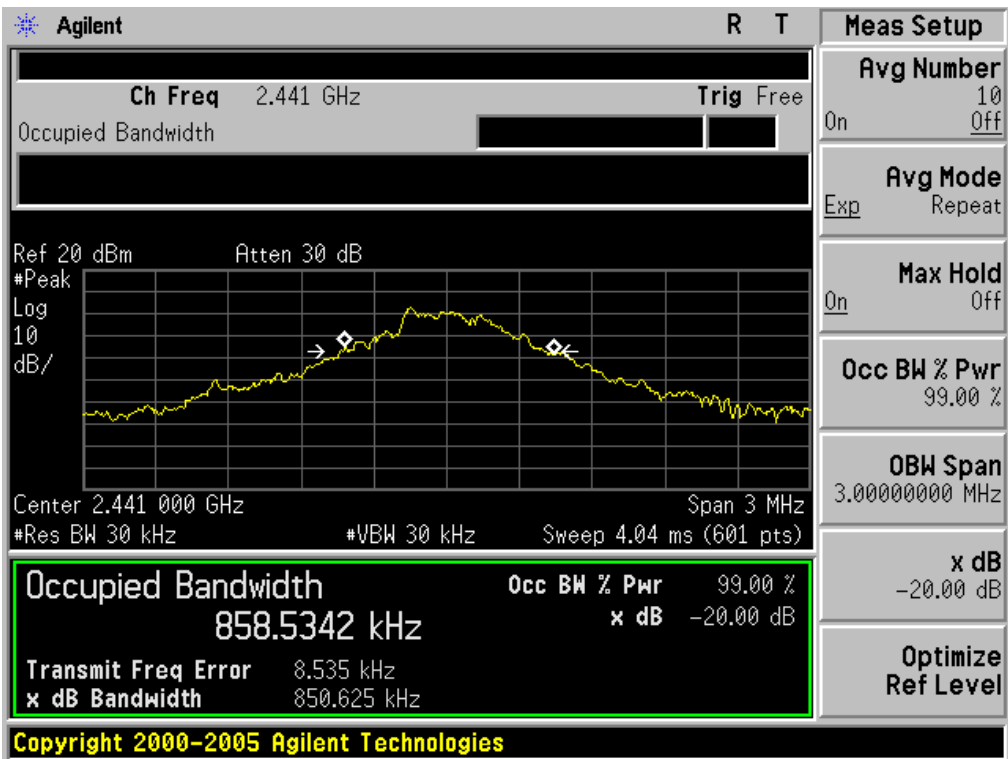 Agilent R T
Ch Freq 2.441 GHz Trig Free
Occupied Bandwidth
Ref 20 dBm Atten 30 dB
#Peak
Log
10
dB/
Center 2.441 000 GHz Span 3 MHz
#Res BW 30 kHz #VBW 30 kHz Sweep 4.04 ms (601 pts)
Occupied Bandwidth Occ BW % Pwr 99.00 %
858.5342 kHz x dB -20.00 dB
Transmit Freq Error 8.535 kHz
x dB Bandwidth 850.625 kHz
Copyright 2000-2005 Agilent Technologies
Meas Setup
Avg Number
10
On Off
Avg Mode
Exp Repeat
Max Hold
On Off
Occ BW % Pwr
99.00 %
OBW Span
3.00000000 MHz
x dB
-20.00 dB
Optimize
Ref Level